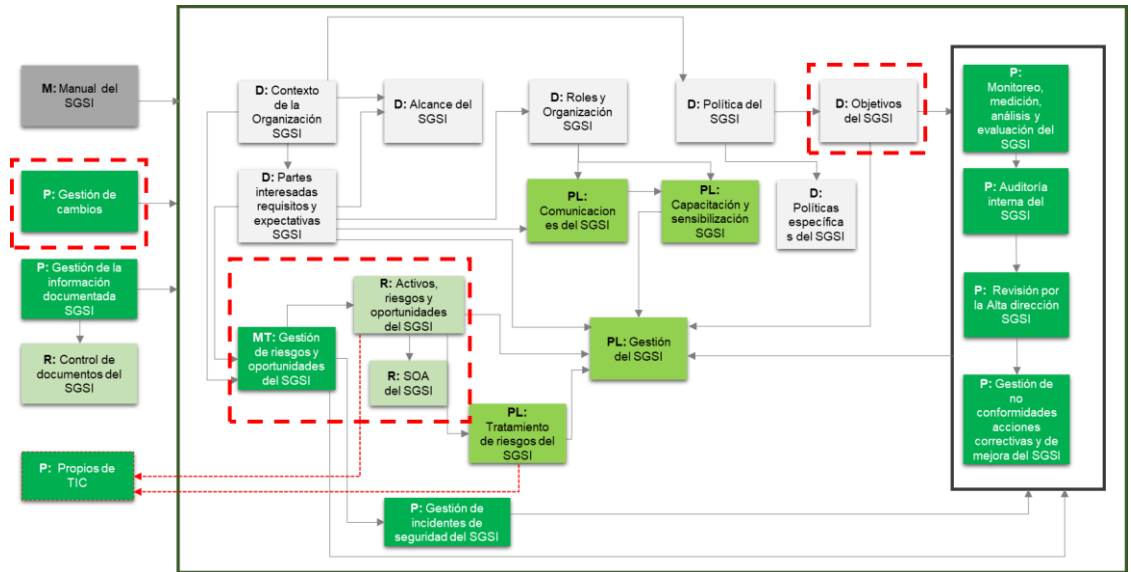 M: Manual del
SGSI
P: Gestión de
cambios
P: Gestión de la
información
documentada
SGSI
R: Control de
documentos del
SGSI
P: Propios de
TIC
D: Contexto
de la
Organización
SGSI
D: Alcance del
SGSI
D: Roles y
Organización
SGSI
D: Política del
SGSI
D: Objetivos
del SGSI
D: Partes
interesadas
requisitos y
expectativas
SGSI
PL:
Comunicacion
es del SGSI
PL:
Capacitación y
sensibilización
SGSI
D:
Políticas
específica
s del SGSI
R: Activos,
riesgos y
oportunidades
del SGSI
MT: Gestión
de riesgos y
oportunidades
del SGSI
R: SOA
del SGSI
PL: Gestión
del SGSI
PL:
Tratamiento
de riesgos del
SGSI
P: Gestión de
incidentes de
seguridad del SGSI
P:
Monitoreo,
medición,
análisis y
evaluación del
SGSI
P: Auditoría
interna del
SGSI
P: Revisión por
la Alta dirección
SGSI
P: Gestión de
no
conformidades
acciones
correctivas y de
mejora del SGSI